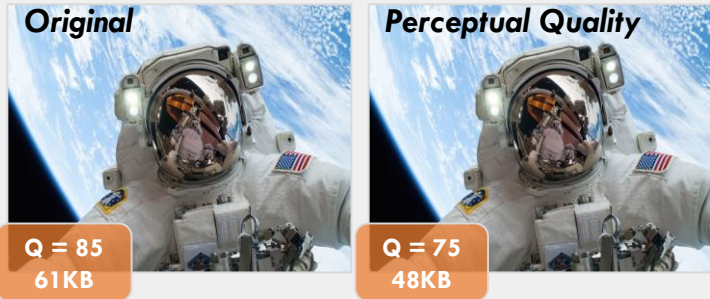 Original
Perceptual Quality
Q = 85
61KB
Q = 75
48KB